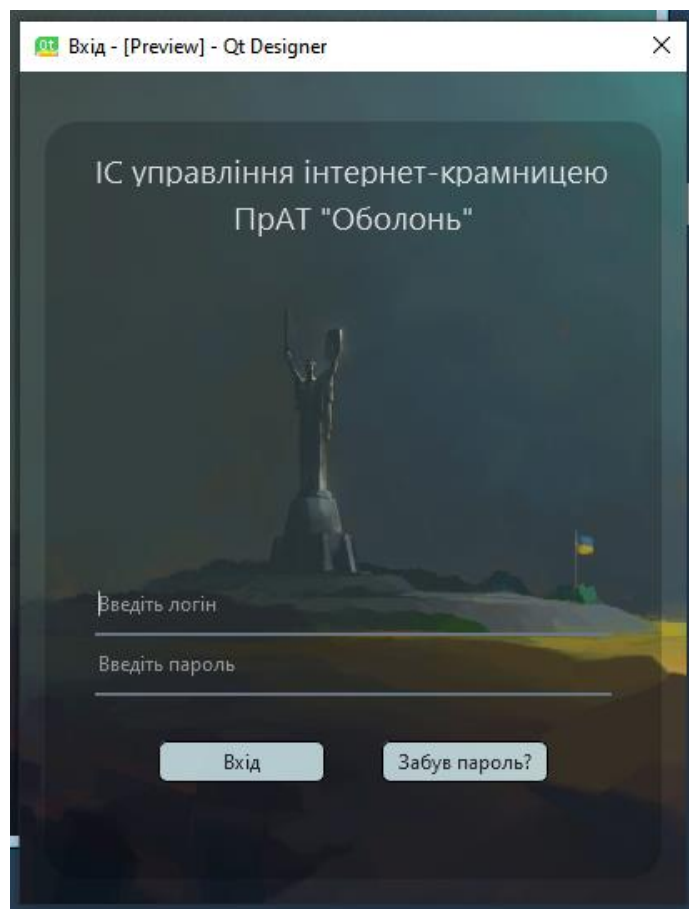 Вхід - [Preview] - Qt Designer
ІС управління інтернет-крамницею
ПрАТ "Оболонь"
Введіть логін
Введіть пароль
Вхід Забув пароль?